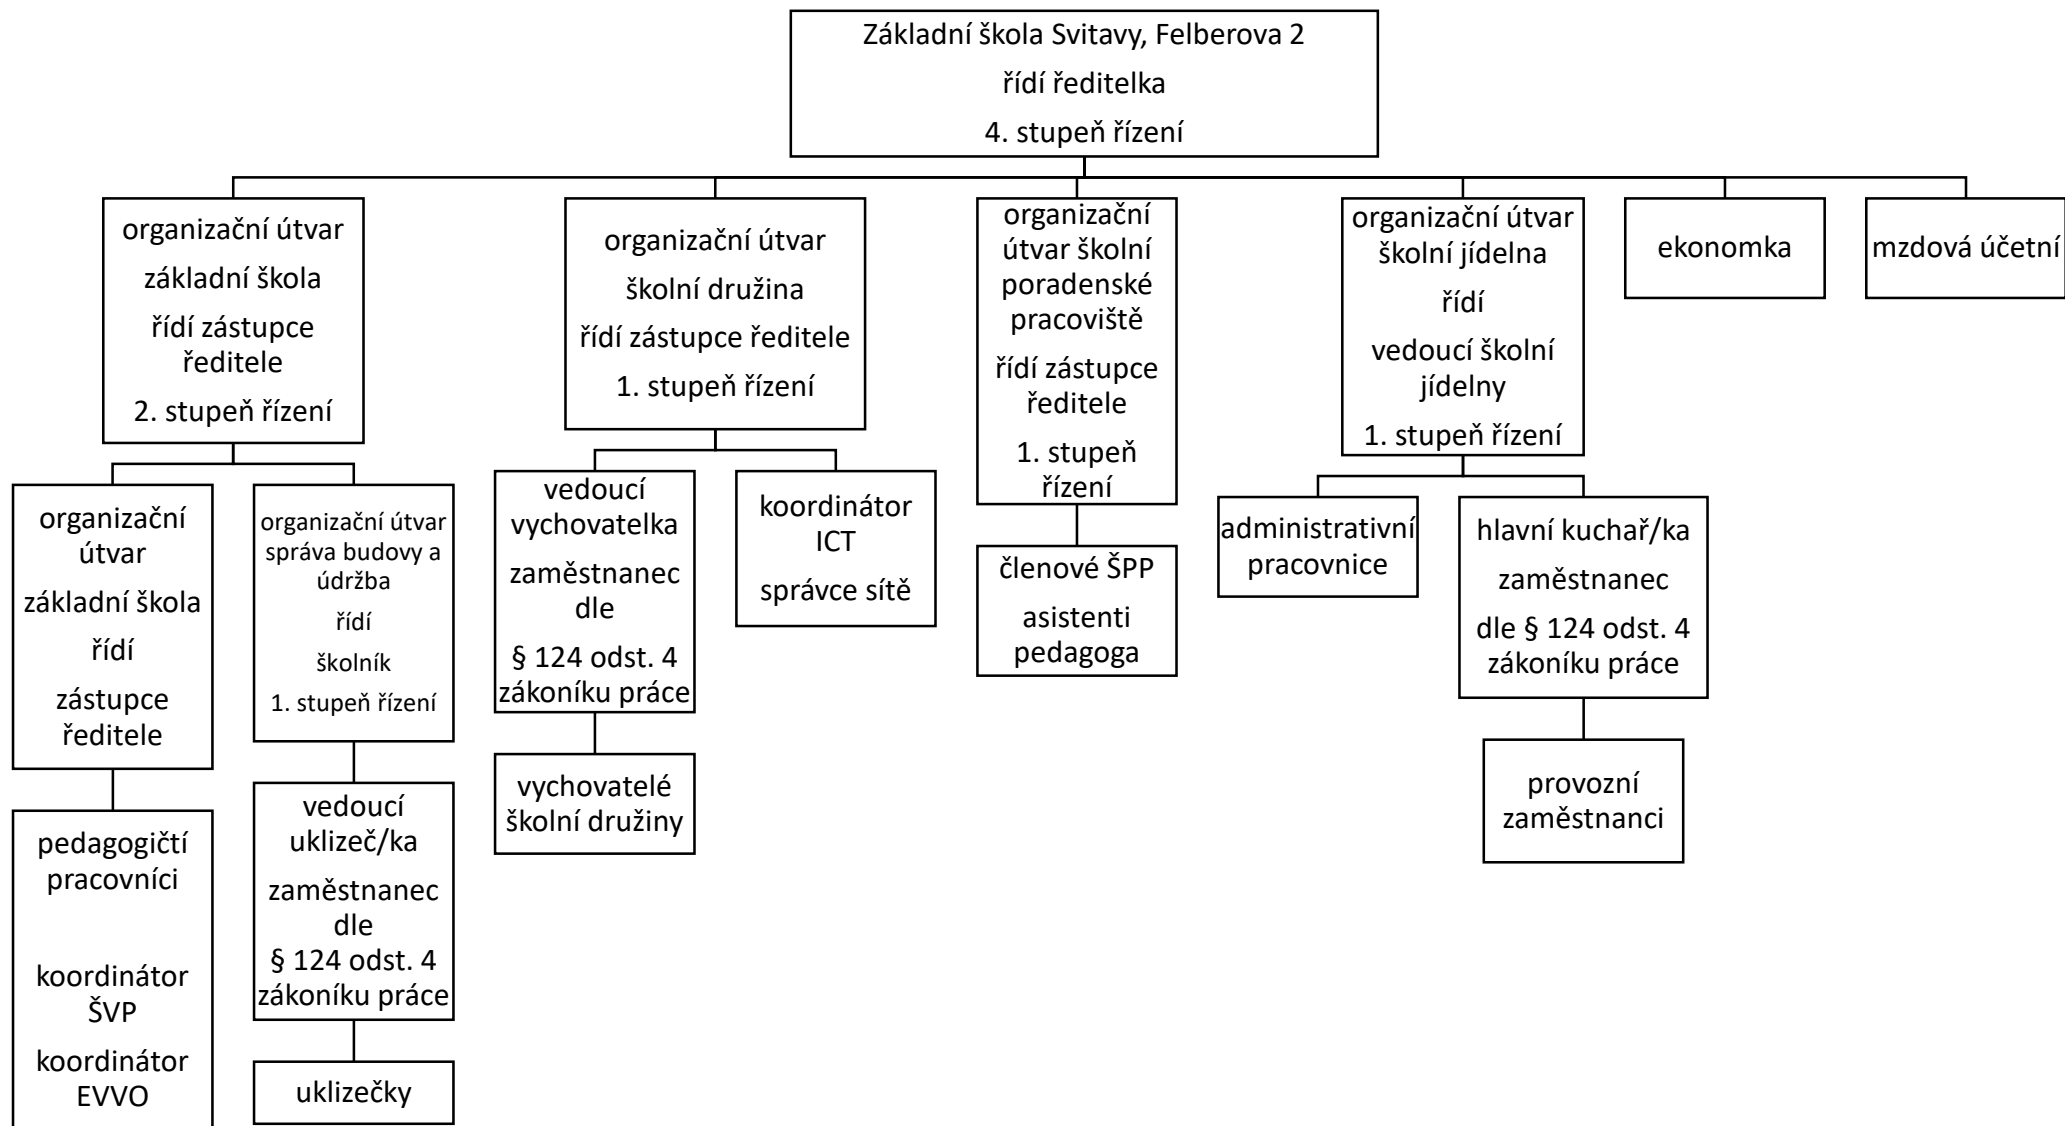 Základní škola Svitavy, Felberova 2
řídí ředitelka
4. stupeň řízení
organizační útvar
základní škola
řídí zástupce
ředitele
2. stupeň řízení
organizační útvar
školní družina
řídí zástupce ředitele
1. stupeň řízení
organizační
útvar školní
poradenské
pracoviště
řídí zástupce
ředitele
1. stupeň
řízení
organizační útvar
školní jídelna
řídí
vedoucí školní
jídelny
1. stupeň řízení
ekonomka
mzdová účetní
organizační
útvar
základní škola
řídí
zástupce
ředitele
organizační útvar
správa budovy a
údržba
řídí
školník
1. stupeň řízení
vedoucí
vychovatelka
zaměstnanec
dle
§ 124 odst. 4
zákoníku práce
koordinátor
ICT
správce sítě
členové ŠPP
asistenti
pedagoga
administrativní
pracovnice
hlavní kuchař/ka
zaměstnanec
dle § 124 odst. 4
zákoníku práce
pedagogičtí
pracovníci
koordinátor
ŠVP
koordinátor
EVVO
vedoucí
uklizeč/ka
zaměstnanec
dle
§ 124 odst. 4
zákoníku práce
uklizečky
vychovatelé
školní družiny
provozní
zaměstnanci